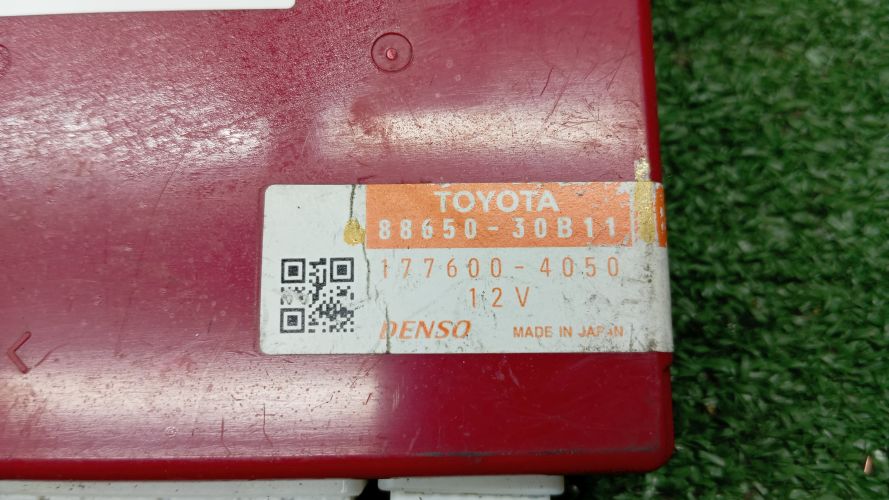 TOYOTA
88650-30B11
177600-4050
12V
DENSO MADE IN JAPAN